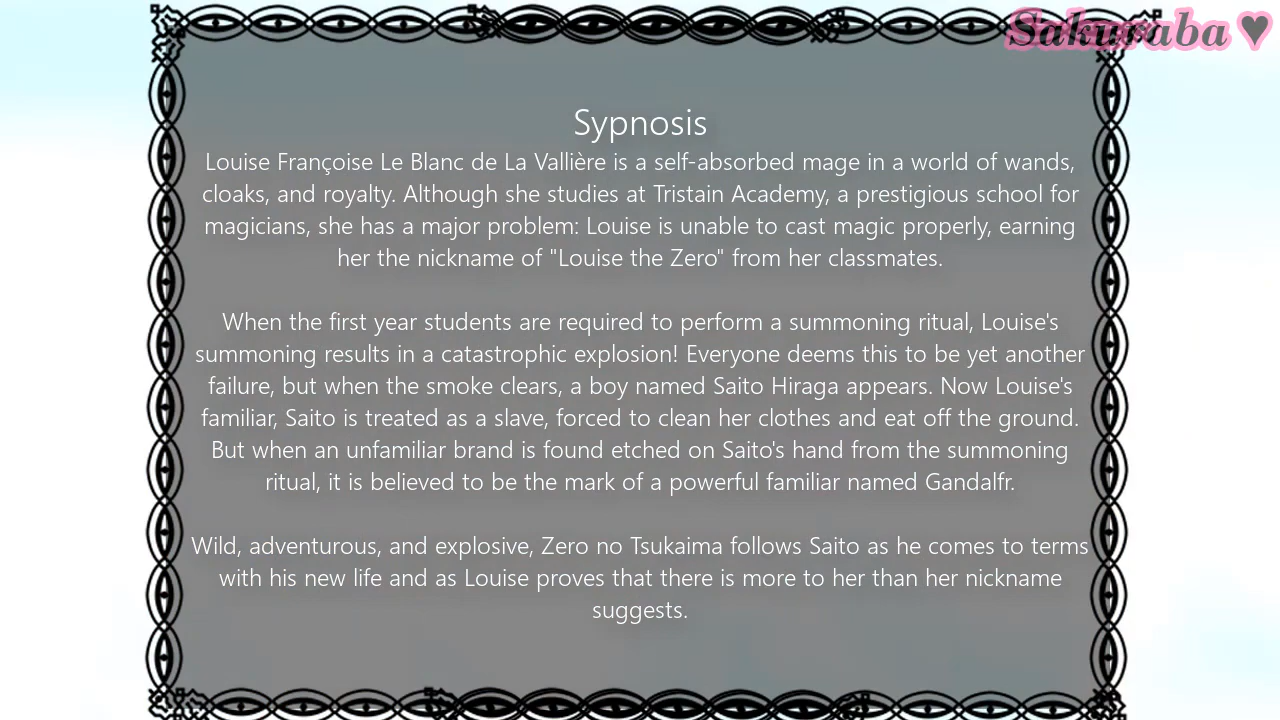 Sakuraba ♥
Sypnosis
Louise Françoise Le Blanc de La Vallière is a self-absorbed mage in a world of wands,
cloaks, and royalty. Although she studies at Tristain Academy, a prestigious school for
magicians, she has a major problem: Louise is unable to cast magic properly, earning
her the nickname of "Louise the Zero" from her classmates.
When the first year students are required to perform a summoning ritual, Louise's
summoning results in a catastrophic explosion! Everyone deems this to be yet another
failure, but when the smoke clears, a boy named Saito Hiraga appears. Now Louise's
familiar, Saito is treated as a slave, forced to clean her clothes and eat off the ground.
But when an unfamiliar brand is found etched on Saito's hand from the summoning
ritual, it is believed to be the mark of a powerful familiar named Gandalfr.
Wild, adventurous, and explosive, Zero no Tsukaima follows Saito as he comes to terms
with his new life and as Louise proves that there is more to her than her nickname
suggests.